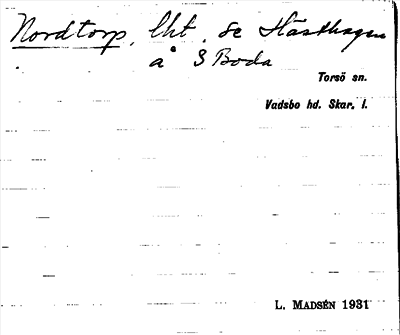 Nordtorp, lht, se Hästhagen
å S Boda
Torsö sn.
Vadsbo hd. Skar. l.
L. MADSÉN 1931